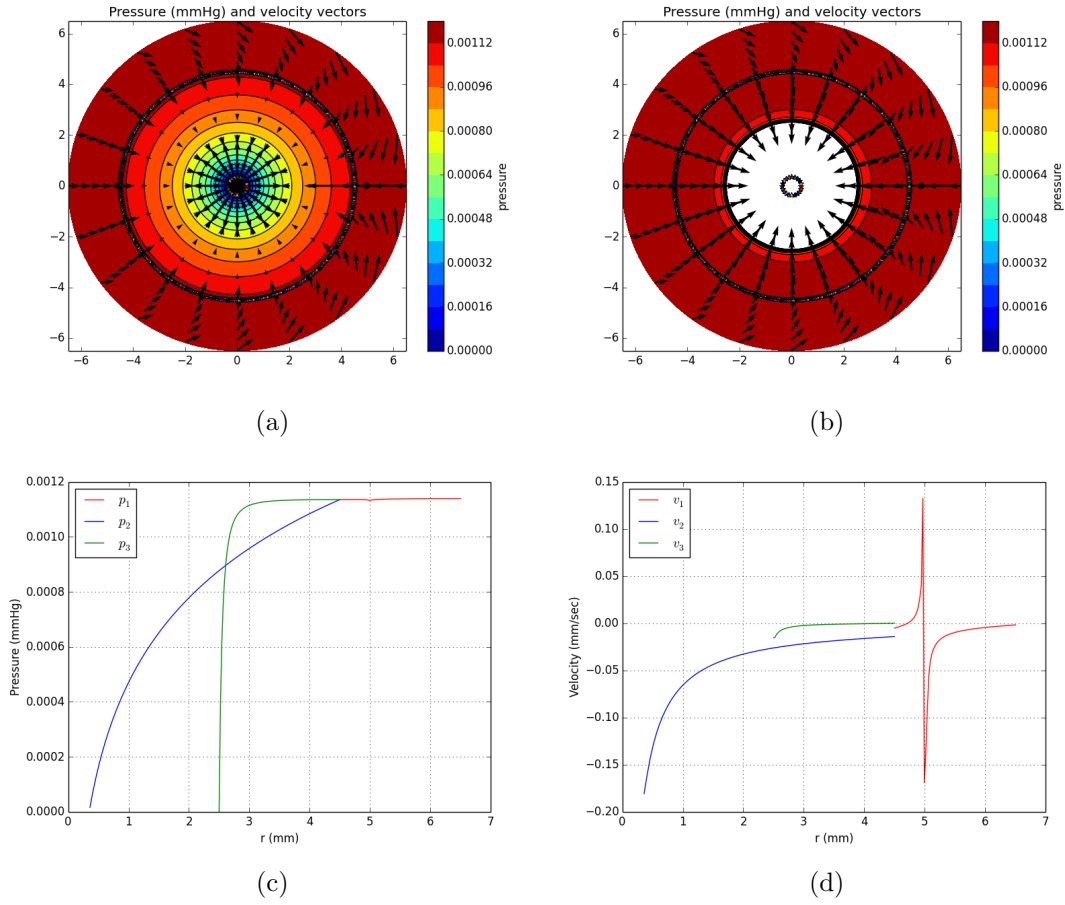 Pressure (mmHg) and velocity vectors
6
4
2
0
−2
−4
−6
−6 −4 −2 0 2 4 6
0.00112
0.00096
0.00080
0.00064
0.00048
0.00032
0.00016
0.00000
pressure
(a)
Pressure (mmHg) and velocity vectors
6
4
2
0
−2
−4
−6
−6 −4 −2 0 2 4 6
0.00112
0.00096
0.00080
0.00064
0.00048
0.00032
0.00016
0.00000
pressure
(b)
0.0012
0.0010
0.0008
0.0006
0.0004
0.0002
0.0000
Pressure (mmHg)
p₁
p₂
p₃
0 1 2 3 4 5 6 7
r (mm)
(c)
0.15
0.10
0.05
0.00
−0.05
−0.10
−0.15
−0.20
Velocity (mm/sec)
v₁
v₂
v₃
0 1 2 3 4 5 6 7
r (mm)
(d)